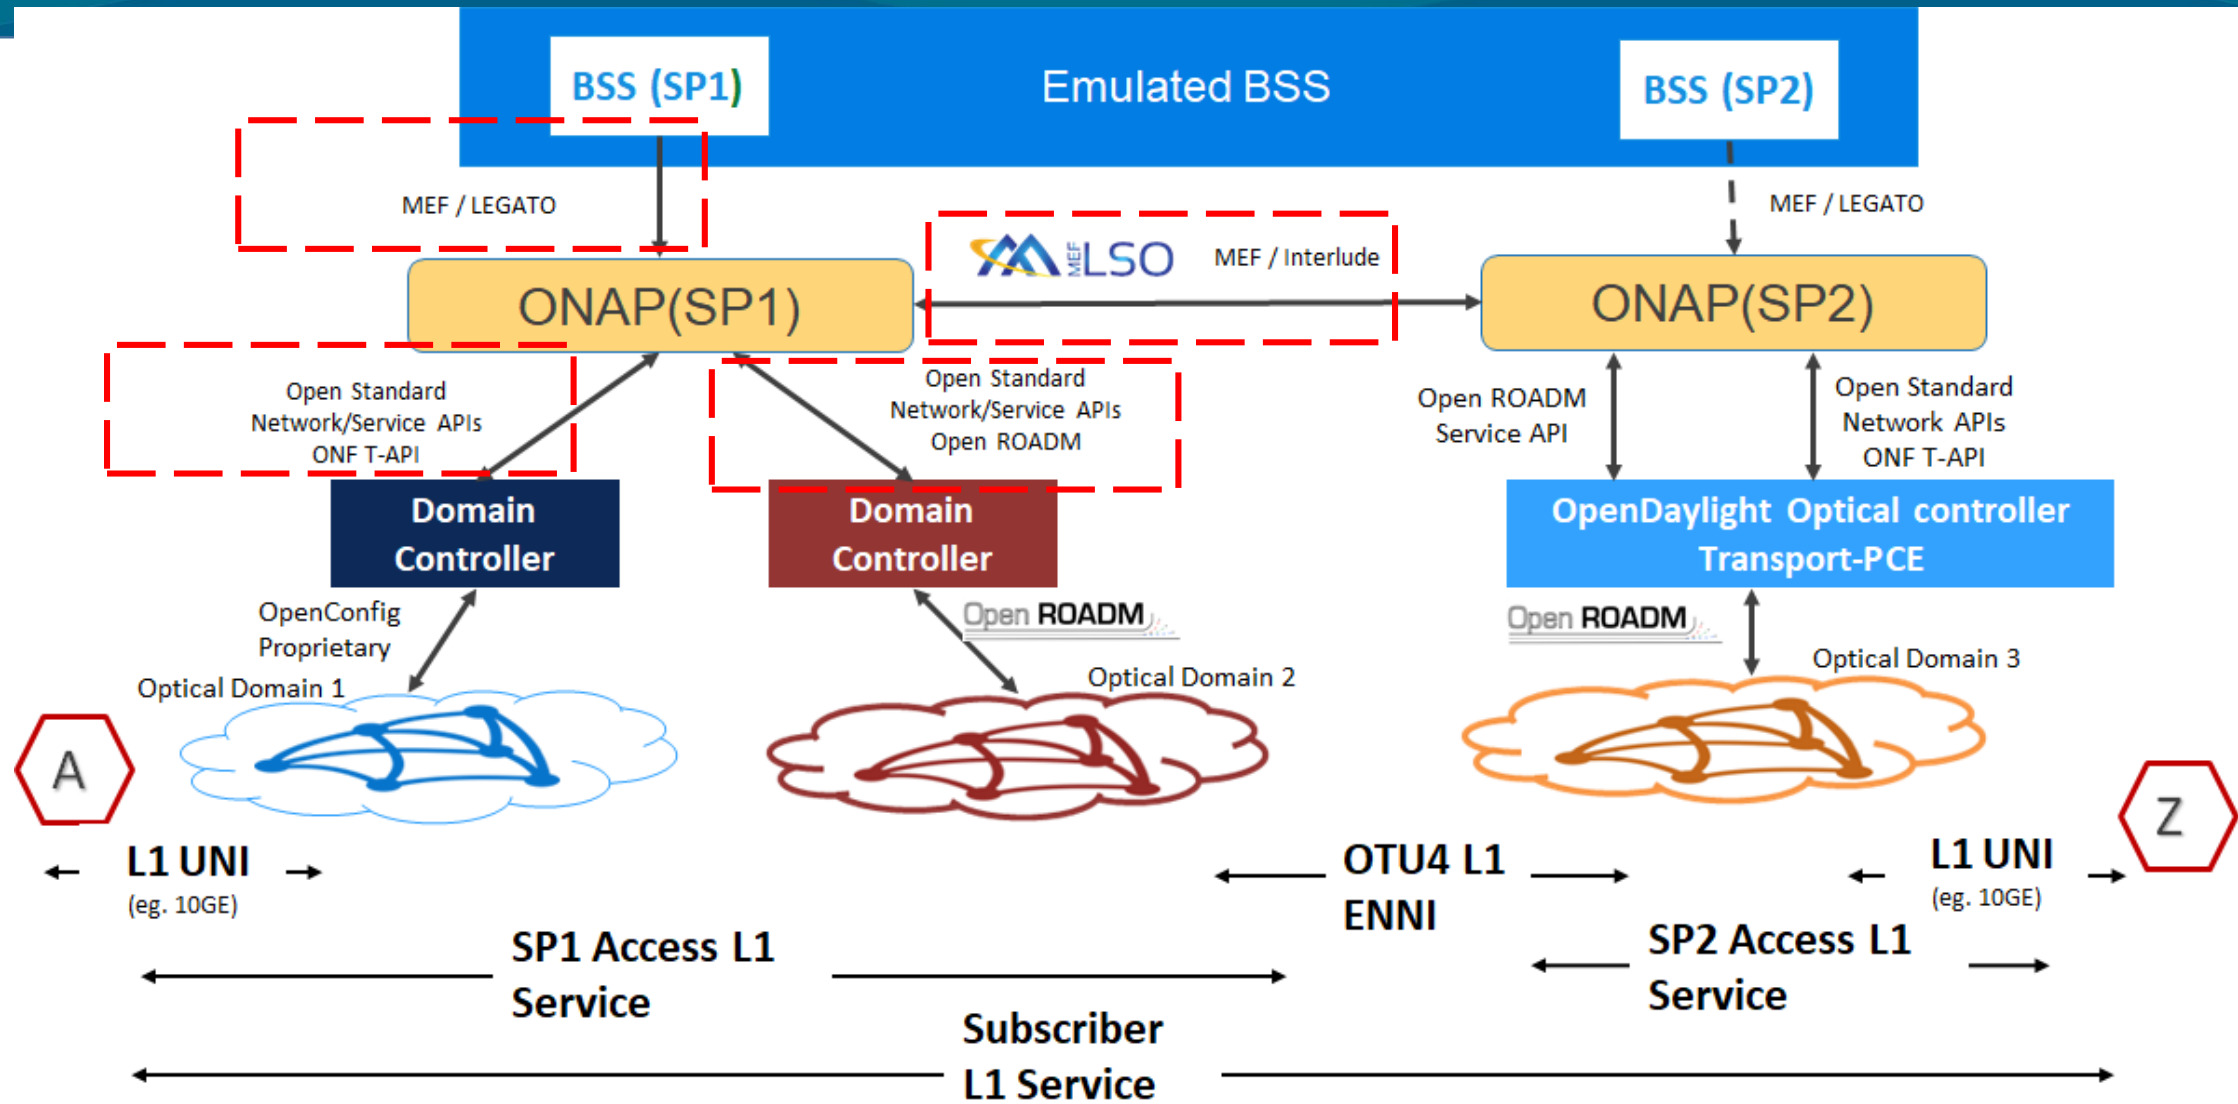 BSS (SP1)
Emulated BSS
BSS (SP2)
MEF / LEGATO
MEF / LEGATO
MEF LSO
MEF / Interlude
ONAP(SP1)
ONAP(SP2)
Open Standard
Network/Service APIs
ONF T-API
Open Standard
Network/Service APIs
Open ROADM
Open ROADM
Service API
Open Standard
Network APIs
ONF T-API
Domain
Controller
Domain
Controller
OpenDaylight Optical controller
Transport-PCE
OpenConfig
Proprietary
Open ROADM
Open ROADM
Optical Domain 1
Optical Domain 2
Optical Domain 3
A
Z
L1 UNI
(eg. 10GE)
OTU4 L1
ENNI
L1 UNI
(eg. 10GE)
SP1 Access L1
Service
SP2 Access L1
Service
Subscriber
L1 Service